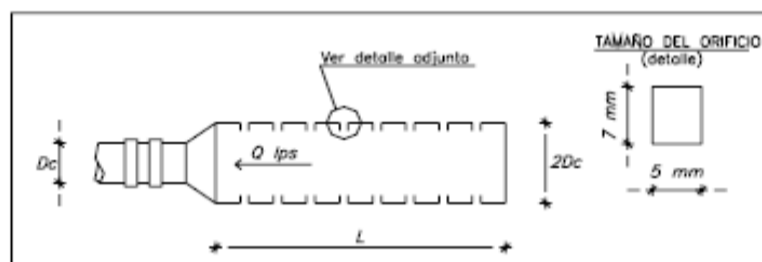 Ver detalle adjunto
TAMAÑO DEL ORIFICIO
(detalle)
7 mm
Dc
Q lps
2Dc
5 mm
L